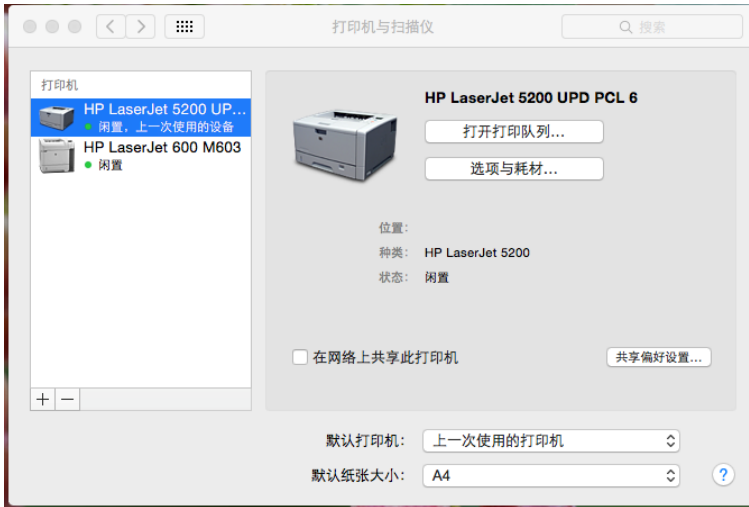 打印机与扫描仪
搜索
打印机
HP LaserJet 5200 UP...
闲置，上一次使用的设备
HP LaserJet 600 M603
闲置
HP LaserJet 5200 UPD PCL 6
打开打印队列...
选项与耗材...
位置:
种类: HP LaserJet 5200
状态: 闲置
在网络上共享此打印机
共享偏好设置...
+ −
默认打印机: 上一次使用的打印机
默认纸张大小: A4
?